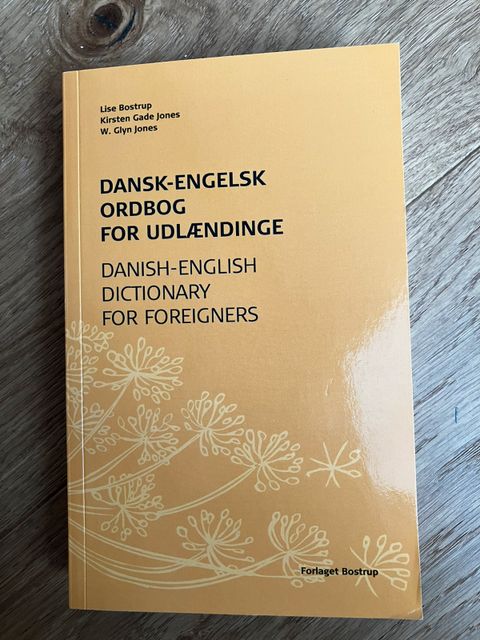 Lise Bostrup
Kirsten Gade Jones
W. Glyn Jones
DANSK-ENGELSK
ORDBOG
FOR UDLÆNDINGE
DANISH-ENGLISH
DICTIONARY
FOR FOREIGNERS
Forlaget Bostrup